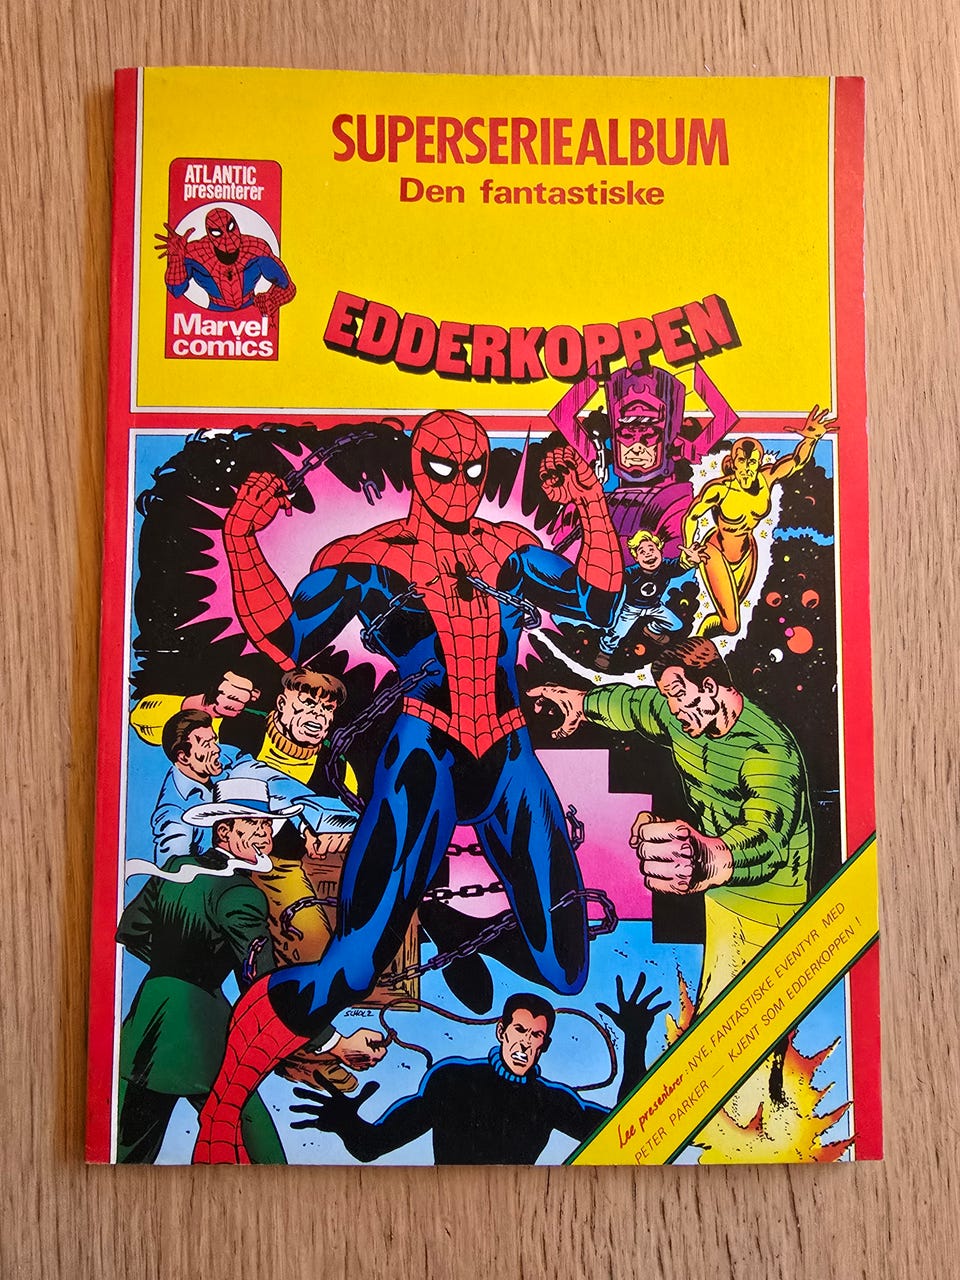 SUPERSERIEALBUM
Den fantastiske
ATLANTIC
presenterer
Marvel
comics
EDDERKOPPEN
SCHOLZ
Lee presenterer: NYE, FANTASTISKE EVENTYR MED
PETER PARKER — KJENT SOM EDDERKOPPEN!